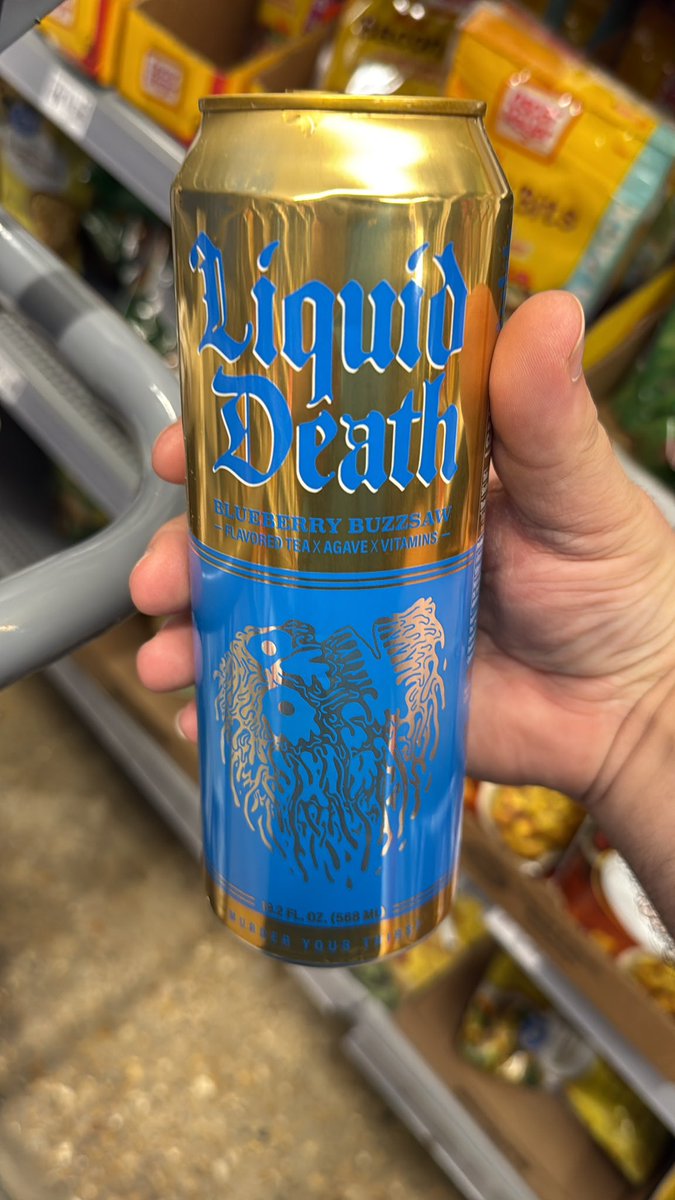 Liquid
Death
BLUEBERRY BUZZSAW
— FLAVORED TEA X AGAVE X VITAMINS —
19.2 FL. OZ. (568 ML)
MURDER YOUR THIRST